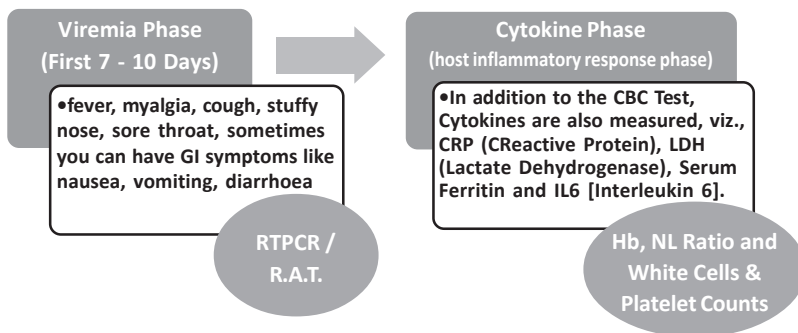 Viremia Phase
(First 7 - 10 Days)
•fever, myalgia, cough, stuffy
nose, sore throat, sometimes
you can have GI symptoms like
nausea, vomiting, diarrhoea
RTPCR /
R.A.T.
Cytokine Phase
(host inflammatory response phase)
•In addition to the CBC Test,
Cytokines are also measured, viz.,
CRP (CReactive Protein), LDH
(Lactate Dehydrogenase), Serum
Ferritin and IL6 [Interleukin 6].
Hb, NL Ratio and
White Cells &
Platelet Counts